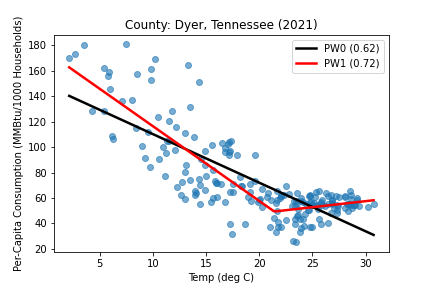 County: Dyer, Tennessee (2021)
Per-Capita Consumption (MMBtu/1000 Households)
180
160
140
120
100
80
60
40
20
PW0 (0.62)
PW1 (0.72)
5 10 15 20 25 30
Temp (deg C)